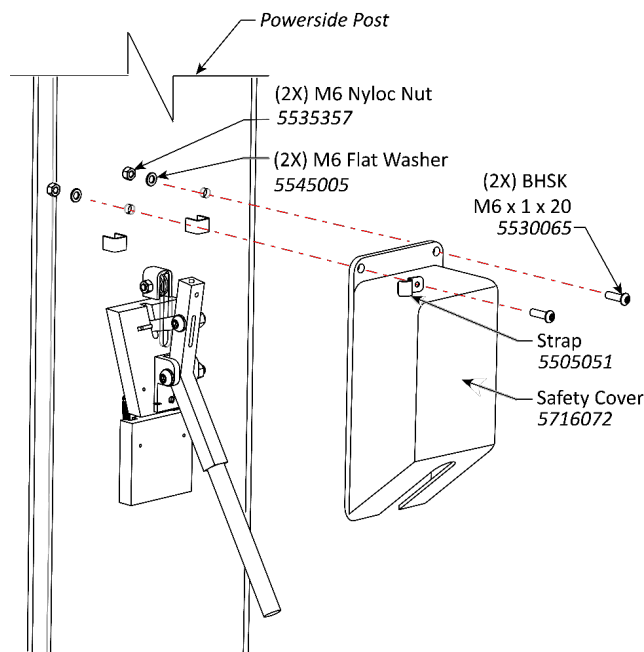 Powerside Post
(2X) M6 Nyloc Nut
5535357
(2X) M6 Flat Washer
5545005
(2X) BHSK
M6 x 1 x 20
5530065
Strap
5505051
Safety Cover
5716072